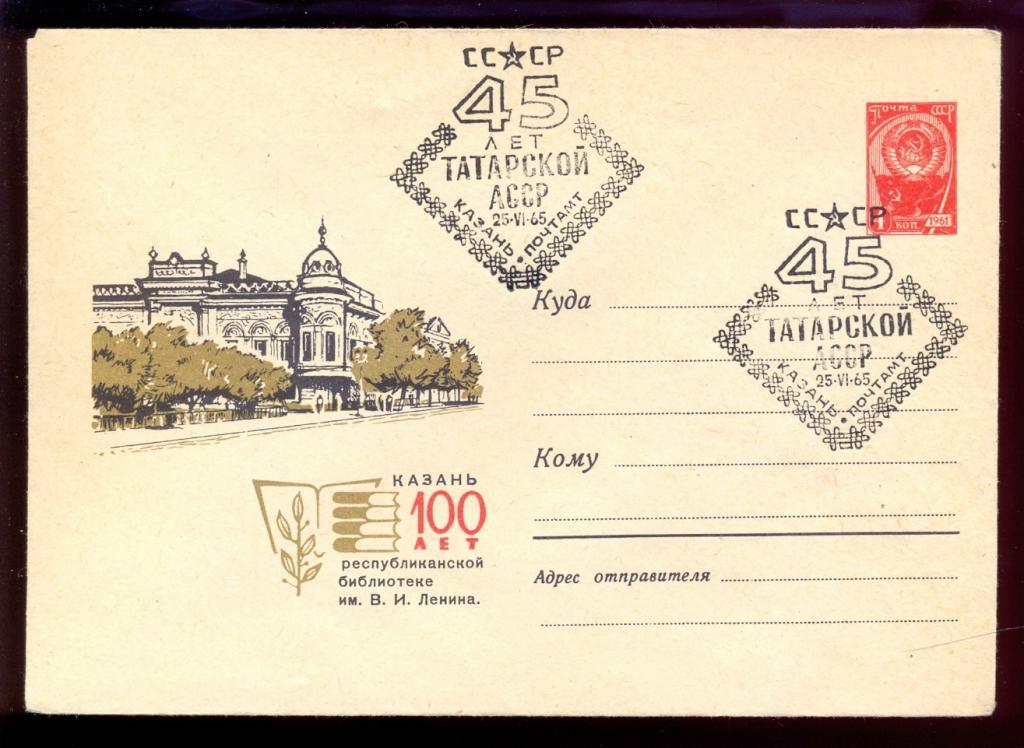 СССР
45
ЛЕТ
ТАТАРСКОЙ
АССР
25·VI·65
КАЗАНЬ • ПОЧТАМТ
Почта СССР
4 коп. 1961
СССР
45
ЛЕТ
ТАТАРСКОЙ
АССР
25·VI·65
КАЗАНЬ • ПОЧТАМТ
Куда
Кому
Адрес отправителя
КАЗАНЬ
100
ЛЕТ
республиканской
библиотеке
им. В. И. Ленина.